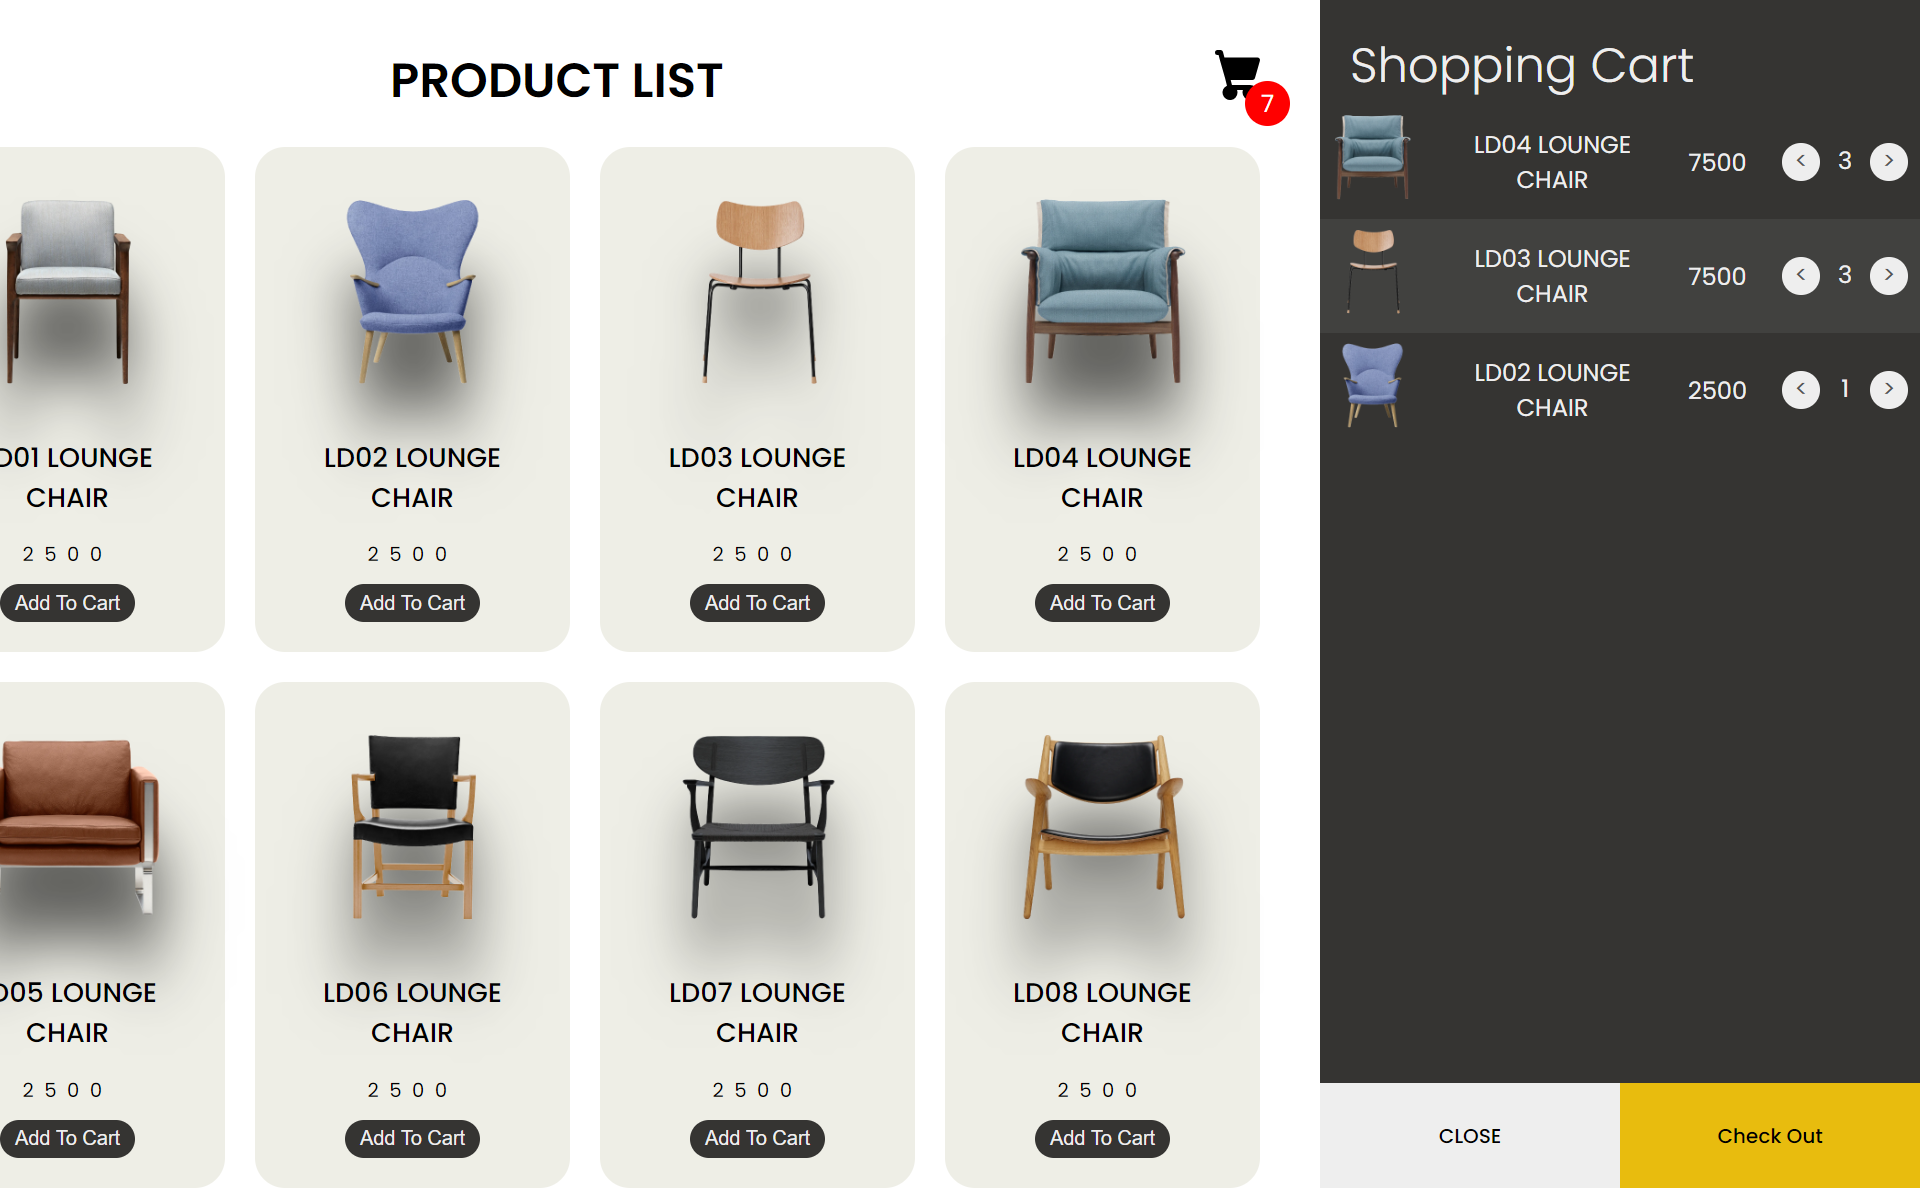 PRODUCT LIST
7
D01 LOUNGE
CHAIR
2500
Add To Cart
LD02 LOUNGE
CHAIR
2500
Add To Cart
LD03 LOUNGE
CHAIR
2500
Add To Cart
LD04 LOUNGE
CHAIR
2500
Add To Cart
D05 LOUNGE
CHAIR
2500
Add To Cart
LD06 LOUNGE
CHAIR
2500
Add To Cart
LD07 LOUNGE
CHAIR
2500
Add To Cart
LD08 LOUNGE
CHAIR
2500
Add To Cart
Shopping Cart
LD04 LOUNGE
CHAIR
7500 < 3 >
LD03 LOUNGE
CHAIR
7500 < 3 >
LD02 LOUNGE
CHAIR
2500 < 1 >
CLOSE
Check Out